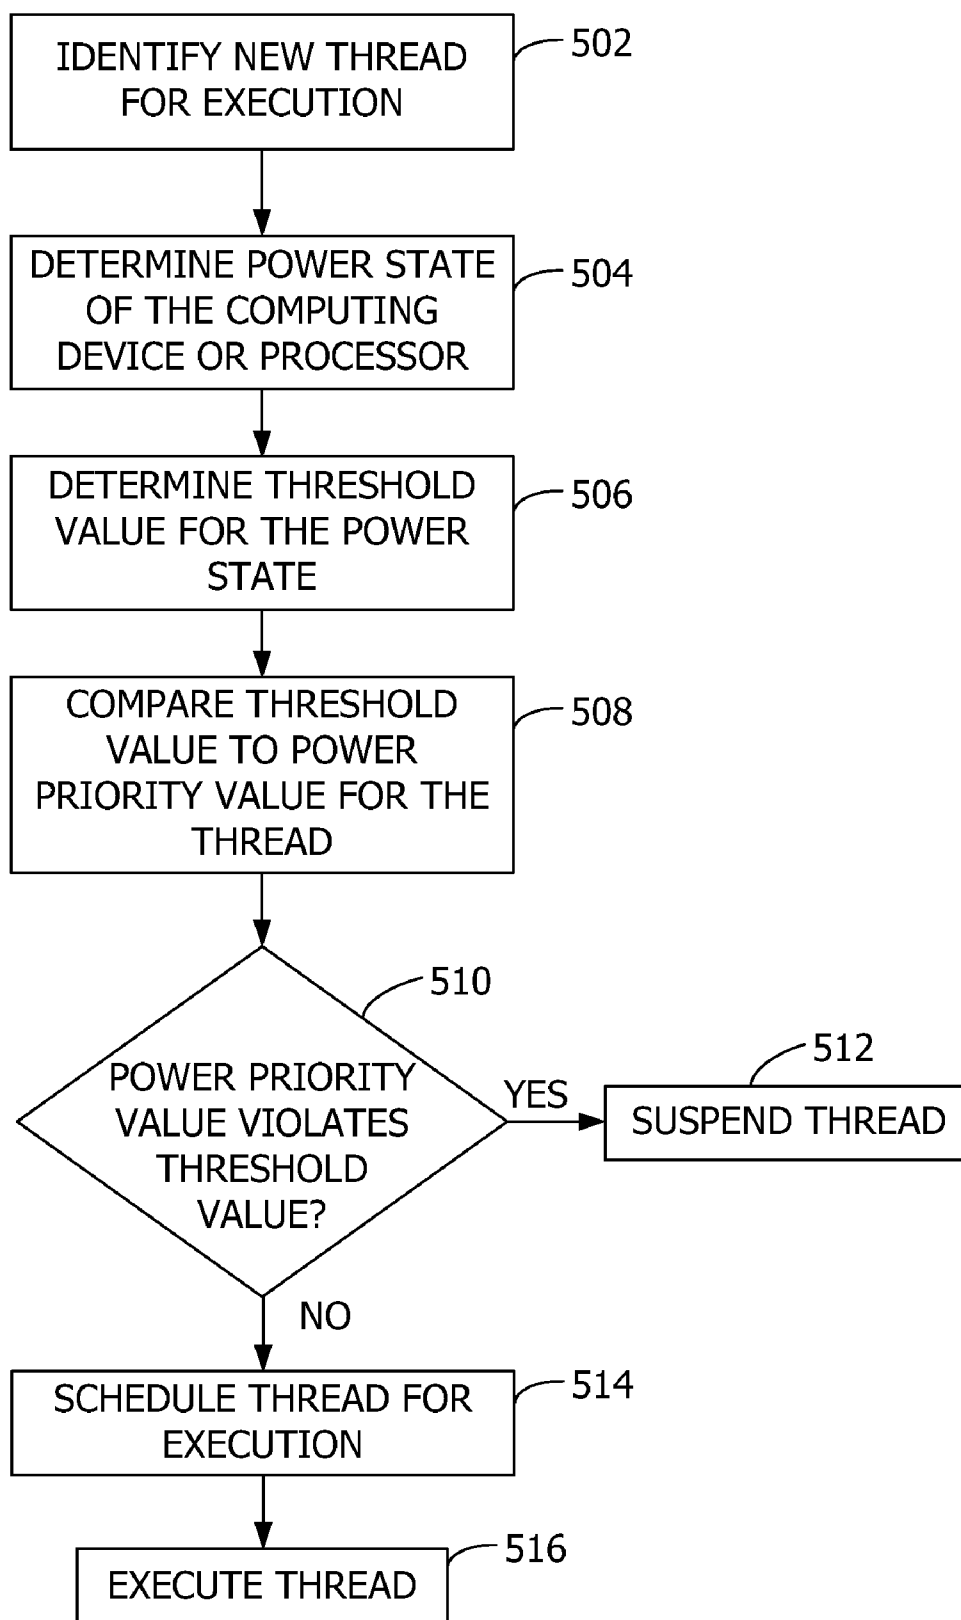 IDENTIFY NEW THREAD
FOR EXECUTION
502
DETERMINE POWER STATE
OF THE COMPUTING
DEVICE OR PROCESSOR
504
DETERMINE THRESHOLD
VALUE FOR THE POWER
STATE
506
COMPARE THRESHOLD
VALUE TO POWER
PRIORITY VALUE FOR THE
THREAD
508
510
POWER PRIORITY
VALUE VIOLATES
THRESHOLD
VALUE?
YES
512
SUSPEND THREAD
NO
SCHEDULE THREAD FOR
EXECUTION
514
EXECUTE THREAD
516